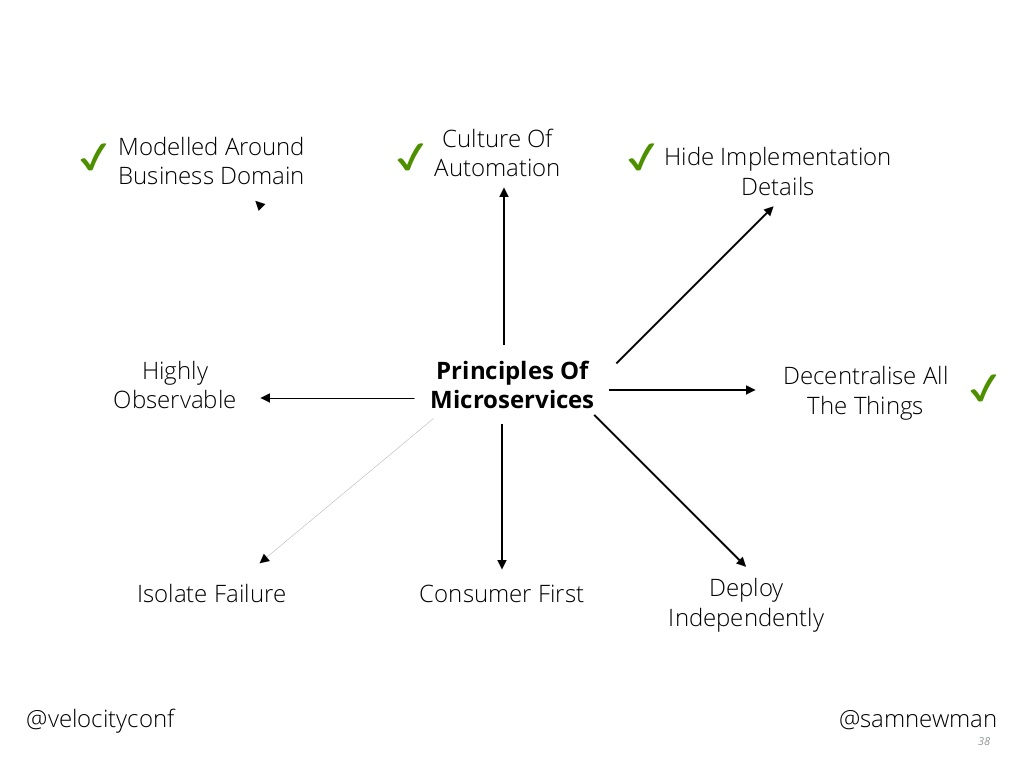 Modelled Around
Business Domain
Culture Of
Automation
Hide Implementation
Details
Highly
Observable
Principles Of
Microservices
Decentralise All
The Things
Isolate Failure
Consumer First
Deploy
Independently
@velocityconf
@samnewman
38